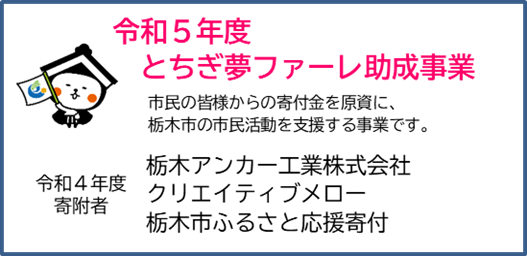 令和５年度
とちぎ夢ファーレ助成事業
市民の皆様からの寄付金を原資に、
栃木市の市民活動を支援する事業です。
令和４年度
寄附者
栃木アンカー工業株式会社
クリエイティブメロー
栃木市ふるさと応援寄付